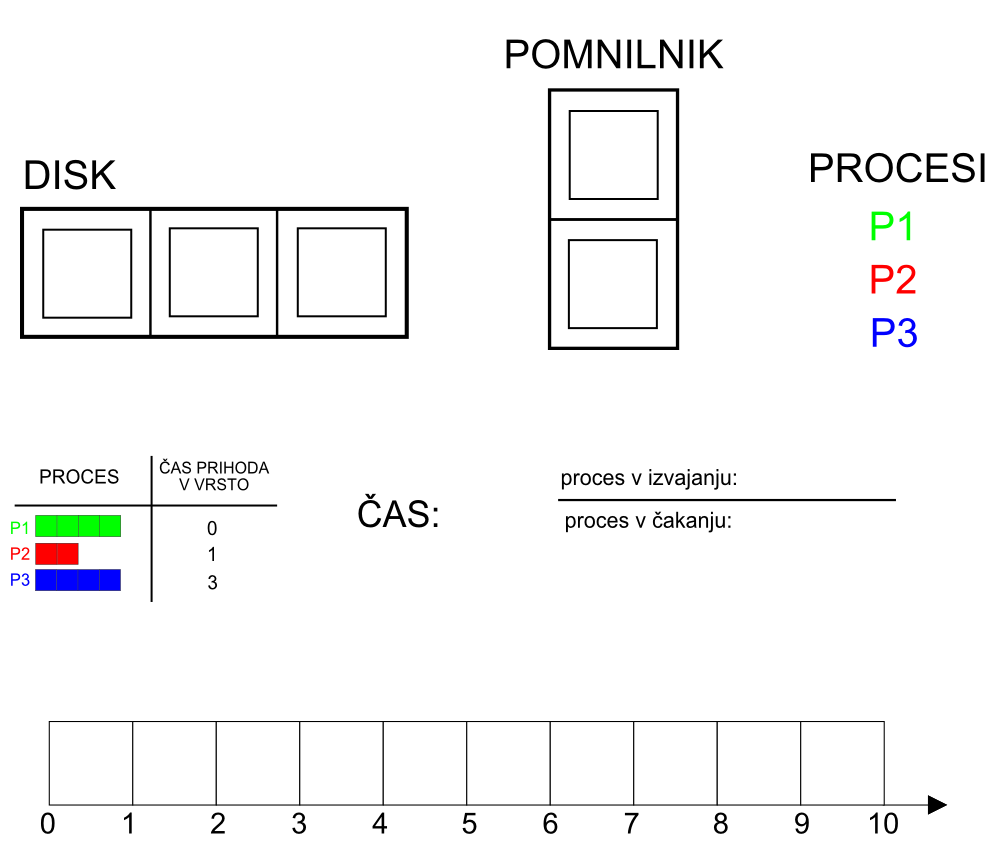 POMNILNIK
DISK
PROCESI
P1
P2
P3
PROCES
ČAS PRIHODA
V VRSTO
P1 0
P2 1
P3 3
ČAS:
proces v izvajanju:
proces v čakanju:
0 1 2 3 4 5 6 7 8 9 10